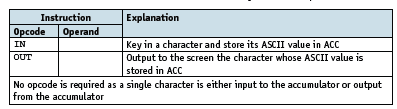 Instruction Explanation
Opcode Operand
IN Key in a character and store its ASCII value in ACC
OUT Output to the screen the character whose ASCII value is
stored in ACC
No opcode is required as a single character is either input to the accumulator or output
from the accumulator